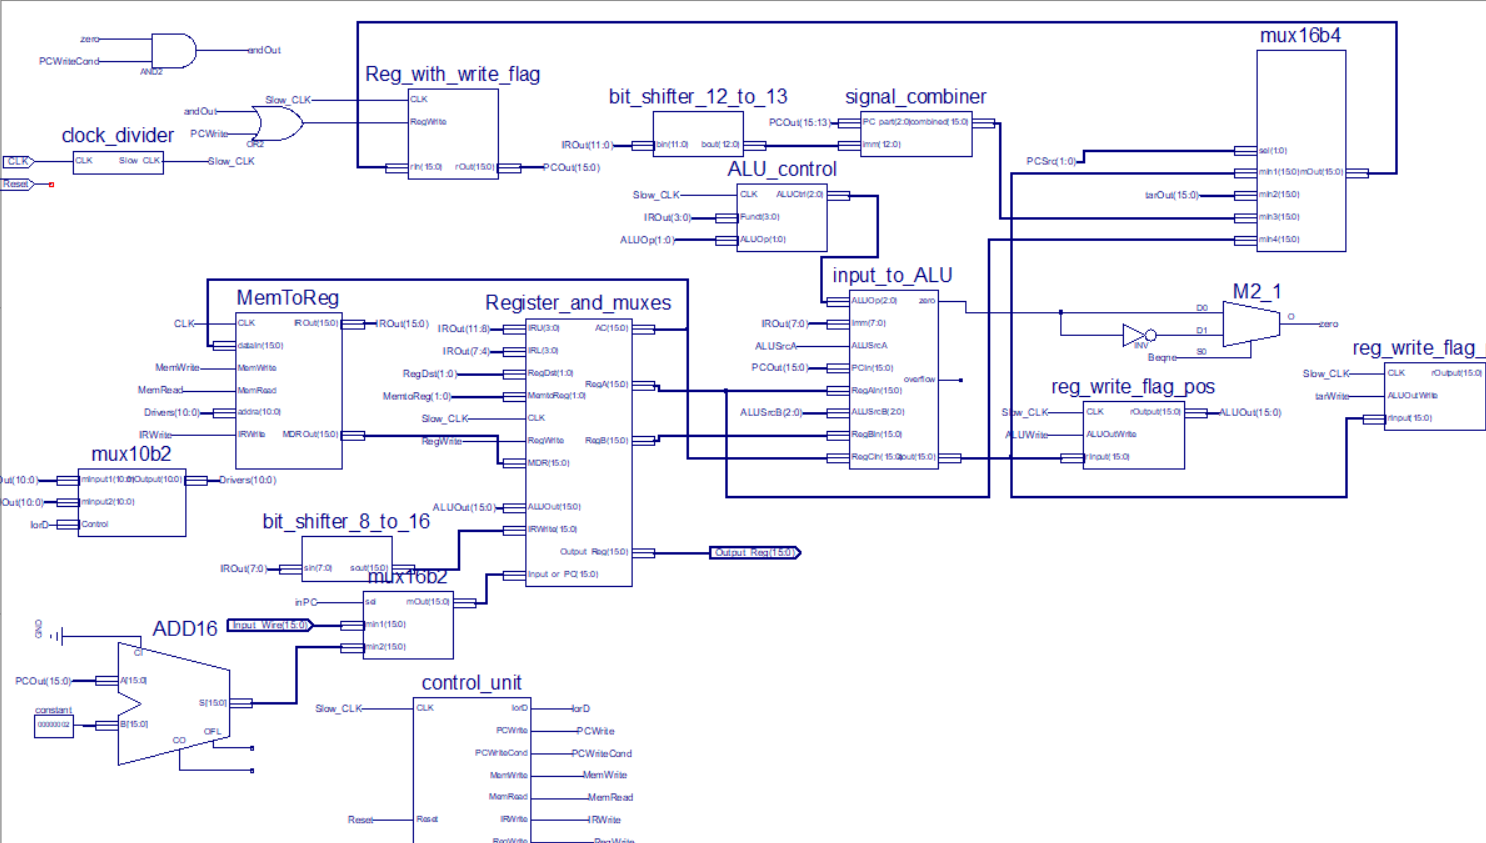 zero
PCWriteCond
AND2
andOut
andOut
PCWrite
OR2
Slow_CLK
Reg_with_write_flag
CLK
RegWrite
rIn(15:0)
rOut(15:0)
PCOut(15:0)
clock_divider
CLK
CLK
Slow CLK
Slow_CLK
Reset
bit_shifter_12_to_13
IROut(11:0)
bin(11:0)
bout(12:0)
signal_combiner
PCOut(15:13)
PC part(2:0)
combined(15:0)
imm(12:0)
mux16b4
PCSrc(1:0)
sel(1:0)
mIn1(15:0)
mOut(15:0)
tarOut(15:0)
mIn2(15:0)
mIn3(15:0)
mIn4(15:0)
ALU_control
Slow_CLK
CLK
ALUCtrl(2:0)
IROut(3:0)
Funct(3:0)
ALUOp(1:0)
ALUOp(1:0)
input_to_ALU
ALUOp(2:0)
zero
IROut(7:0)
Imm(7:0)
ALUSrcA
ALUSrcA
PCOut(15:0)
PCIn(15:0)
overflow
RegAIn(15:0)
ALUSrcB(2:0)
ALUSrcB(2:0)
RegBIn(15:0)
RegCIn(15:0)
M2_1
D0
D1
S0
O
zero
INV
Beqne
reg_write_flag_
Slow_CLK
CLK
rOutput(15:0)
tarWrite
ALUOutWrite
rInput(15:0)
reg_write_flag_pos
Slow_CLK
CLK
rOutput(15:0)
ALUOut(15:0)
ALUWrite
ALUOutWrite
rInput(15:0)
MemToReg
CLK
CLK
IROut(15:0)
IROut(15:0)
dataIn(15:0)
MemWrite
MemWrite
MemRead
MemRead
Drivers(10:0)
addra(10:0)
IRWrite
IRWrite
MDROut(15:0)
Register_and_muxes
IROut(11:8)
IRU(3:0)
AC(15:0)
IROut(7:4)
IRL(3:0)
RegDst(1:0)
RegDst(1:0)
RegA(15:0)
MemtoReg(1:0)
MemtoReg(1:0)
Slow_CLK
CLK
RegWrite
RegWrite
RegB(15:0)
MDR(15:0)
ALUOut(15:0)
ALUOut(15:0)
IRWrite(15:0)
Output Reg(15:0)
Output Reg(15:0)
Input or PC(15:0)
mux10b2
Out(10:0)
mInput1(10:0)
mOutput(10:0)
Drivers(10:0)
Out(10:0)
mInput2(10:0)
IorD
Control
bit_shifter_8_to_16
IROut(7:0)
sin(7:0)
sout(15:0)
mux16b2
inPC
sel
mOut(15:0)
Input Wire(15:0)
min1(15:0)
min2(15:0)
ADD16
GND
CI
PCOut(15:0)
A[15:0]
S[15:0]
constant
00000002
B[15:0]
OFL
CO
control_unit
Slow_CLK
CLK
IorD
IorD
PCWrite
PCWrite
PCWriteCond
PCWriteCond
MemWrite
MemWrite
MemRead
MemRead
Reset
Reset
IRWrite
IRWrite
RegWrite
RegWrite